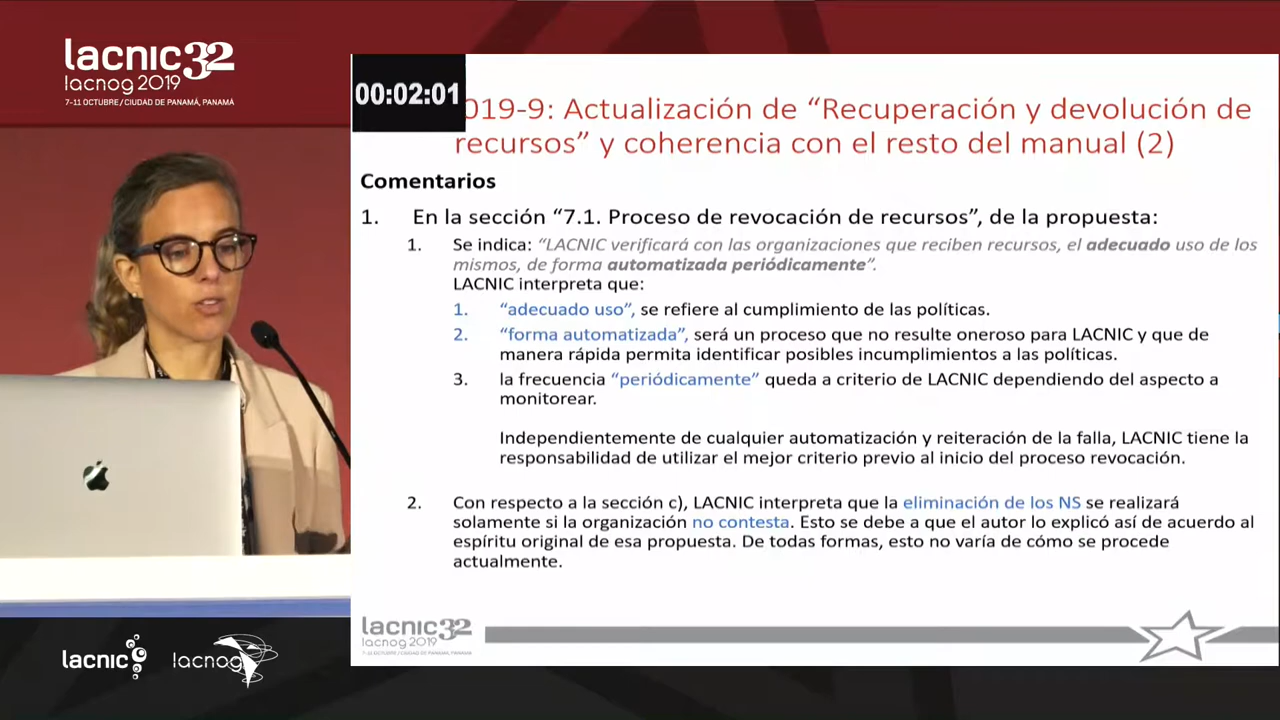 lacnic32
lacnog 2019
7-11 OCTUBRE / CIUDAD DE PANAMÁ, PANAMÁ
00:02:01
019-9: Actualización de “Recuperación y devolución de
recursos” y coherencia con el resto del manual (2)
Comentarios
1. En la sección “7.1. Proceso de revocación de recursos”, de la propuesta:
1. Se indica: “LACNIC verificará con las organizaciones que reciben recursos, el adecuado uso de los
mismos, de forma automatizada periódicamente”.
LACNIC interpreta que:
1. “adecuado uso”, se refiere al cumplimiento de las políticas.
2. “forma automatizada”, será un proceso que no resulte oneroso para LACNIC y que de
manera rápida permita identificar posibles incumplimientos a las políticas.
3. la frecuencia “periódicamente” queda a criterio de LACNIC dependiendo del aspecto a
monitorear.
Independientemente de cualquier automatización y reiteración de la falla, LACNIC tiene la
responsabilidad de utilizar el mejor criterio previo al inicio del proceso revocación.
2. Con respecto a la sección c), LACNIC interpreta que la eliminación de los NS se realizará
solamente si la organización no contesta. Esto se debe a que el autor lo explicó así de acuerdo al
espíritu original de esa propuesta. De todas formas, esto no varía de cómo se procede
actualmente.
lacnic32
lacnog 2019
7-11 OCTUBRE / CIUDAD DE PANAMÁ, PANAMÁ
lacnic
lacnog